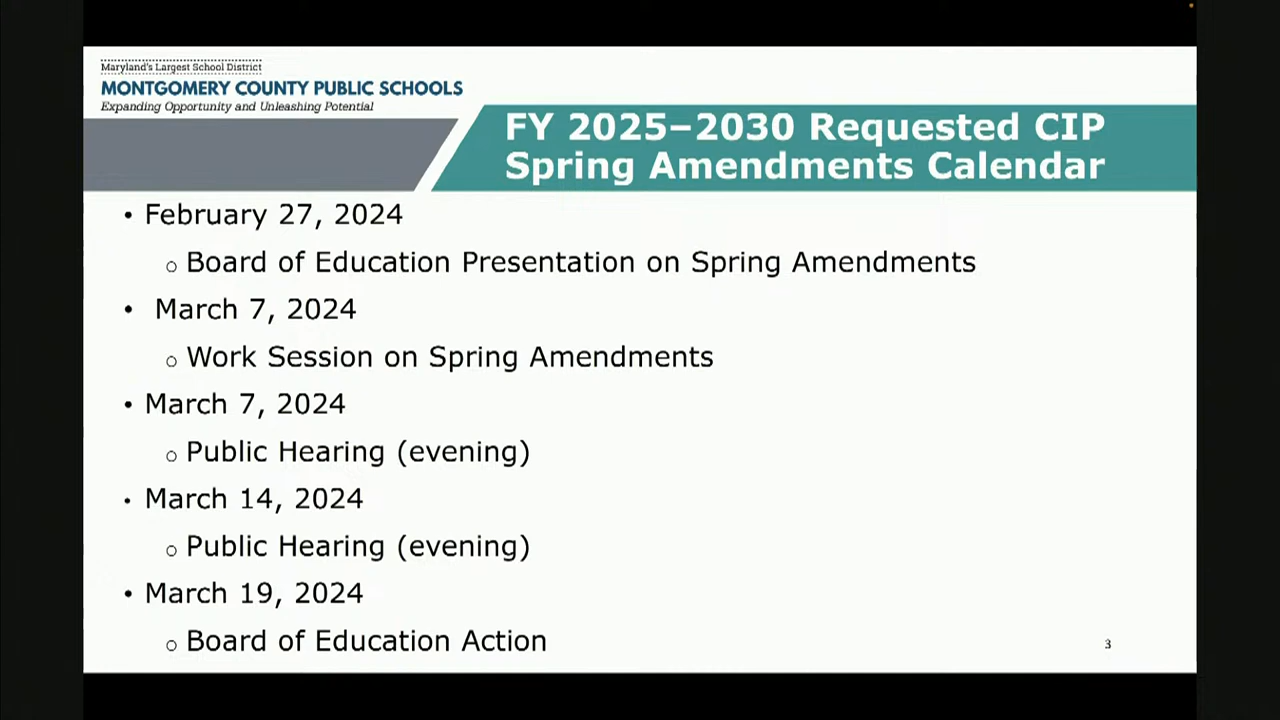 Maryland's Largest School District
MONTGOMERY COUNTY PUBLIC SCHOOLS
Expanding Opportunity and Unleashing Potential
FY 2025–2030 Requested CIP
Spring Amendments Calendar
• February 27, 2024
o Board of Education Presentation on Spring Amendments
• March 7, 2024
o Work Session on Spring Amendments
• March 7, 2024
o Public Hearing (evening)
• March 14, 2024
o Public Hearing (evening)
• March 19, 2024
o Board of Education Action
3